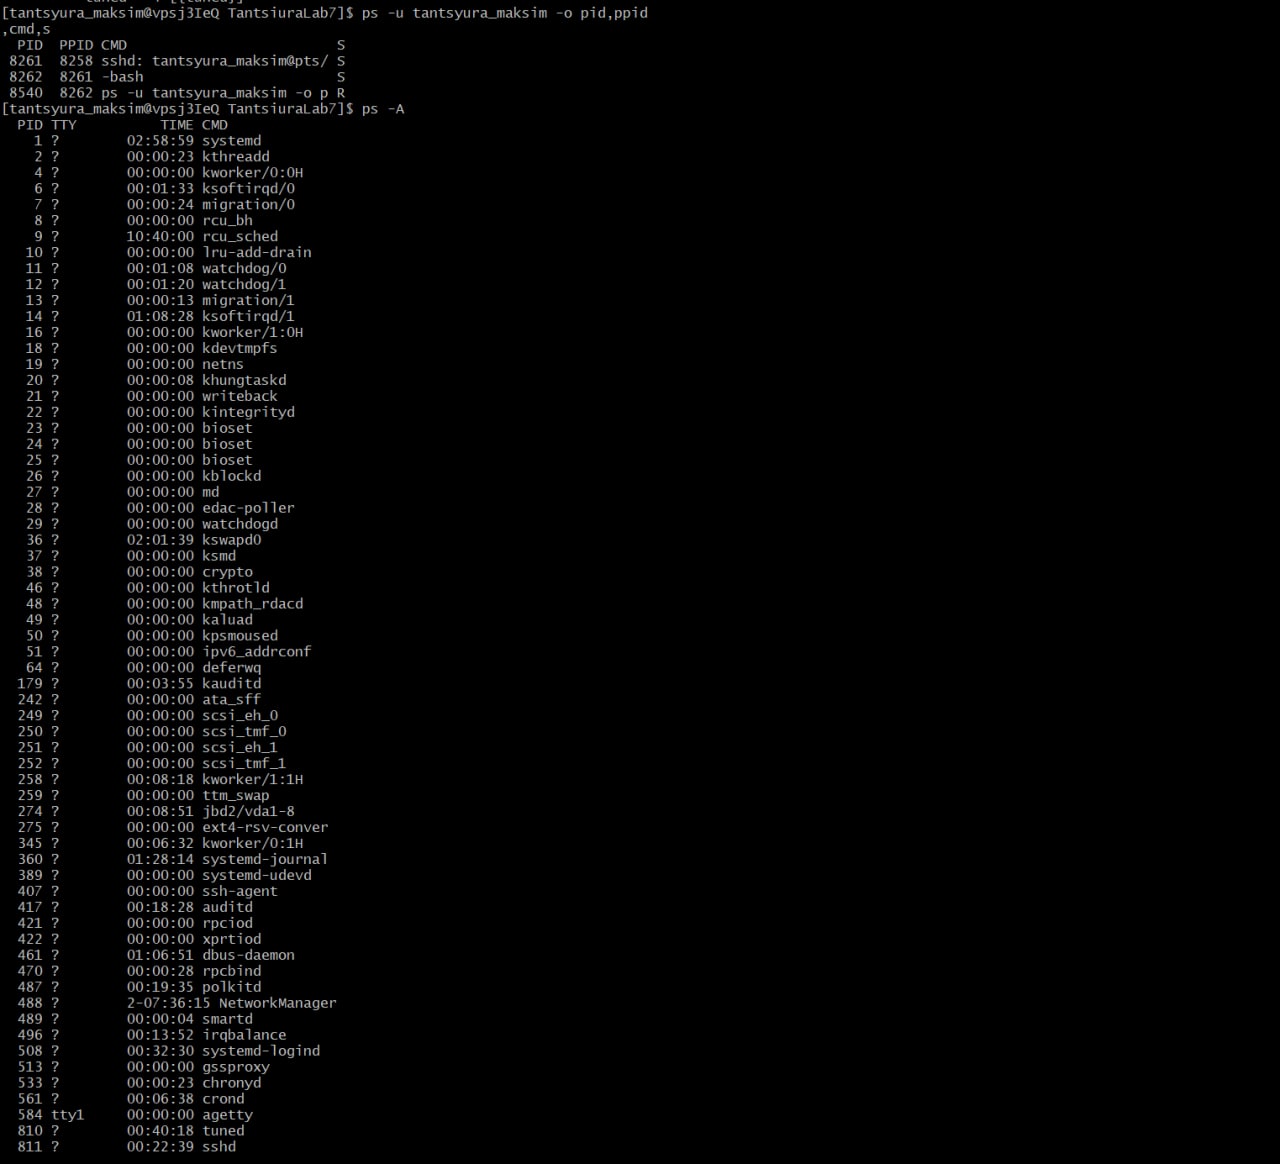 [tantsyura_maksim@vpsj3IeQ TantsiuraLab7]$ ps -u tantsyura_maksim -o pid,ppid
,cmd,s
  PID  PPID CMD                         S
 8261  8258 sshd: tantsyura_maksim@pts/ S
 8262  8261 -bash                       S
 8540  8262 ps -u tantsyura_maksim -o p R
[tantsyura_maksim@vpsj3IeQ TantsiuraLab7]$ ps -A
  PID TTY          TIME CMD
    1 ?        02:58:59 systemd
    2 ?        00:00:23 kthreadd
    4 ?        00:00:00 kworker/0:0H
    6 ?        00:01:33 ksoftirqd/0
    7 ?        00:00:24 migration/0
    8 ?        00:00:00 rcu_bh
    9 ?        10:40:00 rcu_sched
   10 ?        00:00:00 lru-add-drain
   11 ?        00:01:08 watchdog/0
   12 ?        00:01:20 watchdog/1
   13 ?        00:00:13 migration/1
   14 ?        01:08:28 ksoftirqd/1
   16 ?        00:00:00 kworker/1:0H
   18 ?        00:00:00 kdevtmpfs
   19 ?        00:00:00 netns
   20 ?        00:00:08 khungtaskd
   21 ?        00:00:00 writeback
   22 ?        00:00:00 kintegrityd
   23 ?        00:00:00 bioset
   24 ?        00:00:00 bioset
   25 ?        00:00:00 bioset
   26 ?        00:00:00 kblockd
   27 ?        00:00:00 md
   28 ?        00:00:00 edac-poller
   29 ?        00:00:00 watchdogd
   36 ?        02:01:39 kswapd0
   37 ?        00:00:00 ksmd
   38 ?        00:00:00 crypto
   46 ?        00:00:00 kthrotld
   48 ?        00:00:00 kmpath_rdacd
   49 ?        00:00:00 kaluad
   50 ?        00:00:00 kpsmoused
   51 ?        00:00:00 ipv6_addrconf
   64 ?        00:00:00 deferwq
  179 ?        00:03:55 kauditd
  242 ?        00:00:00 ata_sff
  249 ?        00:00:00 scsi_eh_0
  250 ?        00:00:00 scsi_tmf_0
  251 ?        00:00:00 scsi_eh_1
  252 ?        00:00:00 scsi_tmf_1
  258 ?        00:08:18 kworker/1:1H
  259 ?        00:00:00 ttm_swap
  274 ?        00:08:51 jbd2/vda1-8
  275 ?        00:00:00 ext4-rsv-conver
  345 ?        00:06:32 kworker/0:1H
  360 ?        01:28:14 systemd-journal
  389 ?        00:00:00 systemd-udevd
  407 ?        00:00:00 ssh-agent
  417 ?        00:18:28 auditd
  421 ?        00:00:00 rpciod
  422 ?        00:00:00 xprtiod
  461 ?        01:06:51 dbus-daemon
  470 ?        00:00:28 rpcbind
  487 ?        00:19:35 polkitd
  488 ?        2-07:36:15 NetworkManager
  489 ?        00:00:04 smartd
  496 ?        00:13:52 irqbalance
  508 ?        00:32:30 systemd-logind
  513 ?        00:00:00 gssproxy
  533 ?        00:00:23 chronyd
  561 ?        00:06:38 crond
  584 tty1     00:00:00 agetty
  810 ?        00:40:18 tuned
  811 ?        00:22:39 sshd